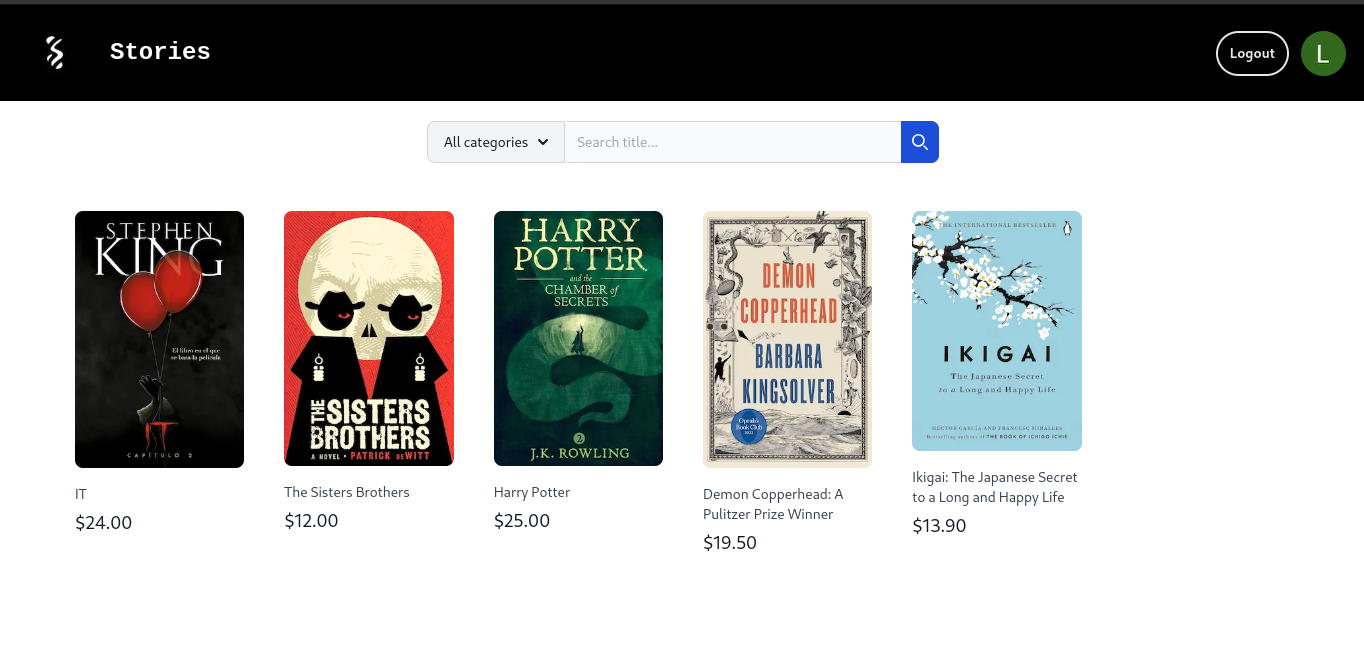 Stories
Logout
L
All categories
Search title...
STEPHEN
KING
El libro en el que
se basa la película
CAPÍTULO 2
IT
$24.00
THE
SISTERS
BROTHERS
A NOVEL • PATRICK DEWITT
The Sisters Brothers
$12.00
HARRY
POTTER
and the
CHAMBER of
SECRETS
2
J.K. ROWLING
Harry Potter
$25.00
DEMON
COPPERHEAD
BARBARA
KINGSOLVER
Oprah's
Book Club
2022
Demon Copperhead: A
Pulitzer Prize Winner
$19.50
THE INTERNATIONAL BESTSELLER
IKIGAI
The Japanese Secret
to a Long and Happy Life
HÉCTOR GARCÍA AND FRANCESC MIRALLES
Bestselling authors of THE BOOK OF ICHIGO ICHIE
Ikigai: The Japanese Secret
to a Long and Happy Life
$13.90